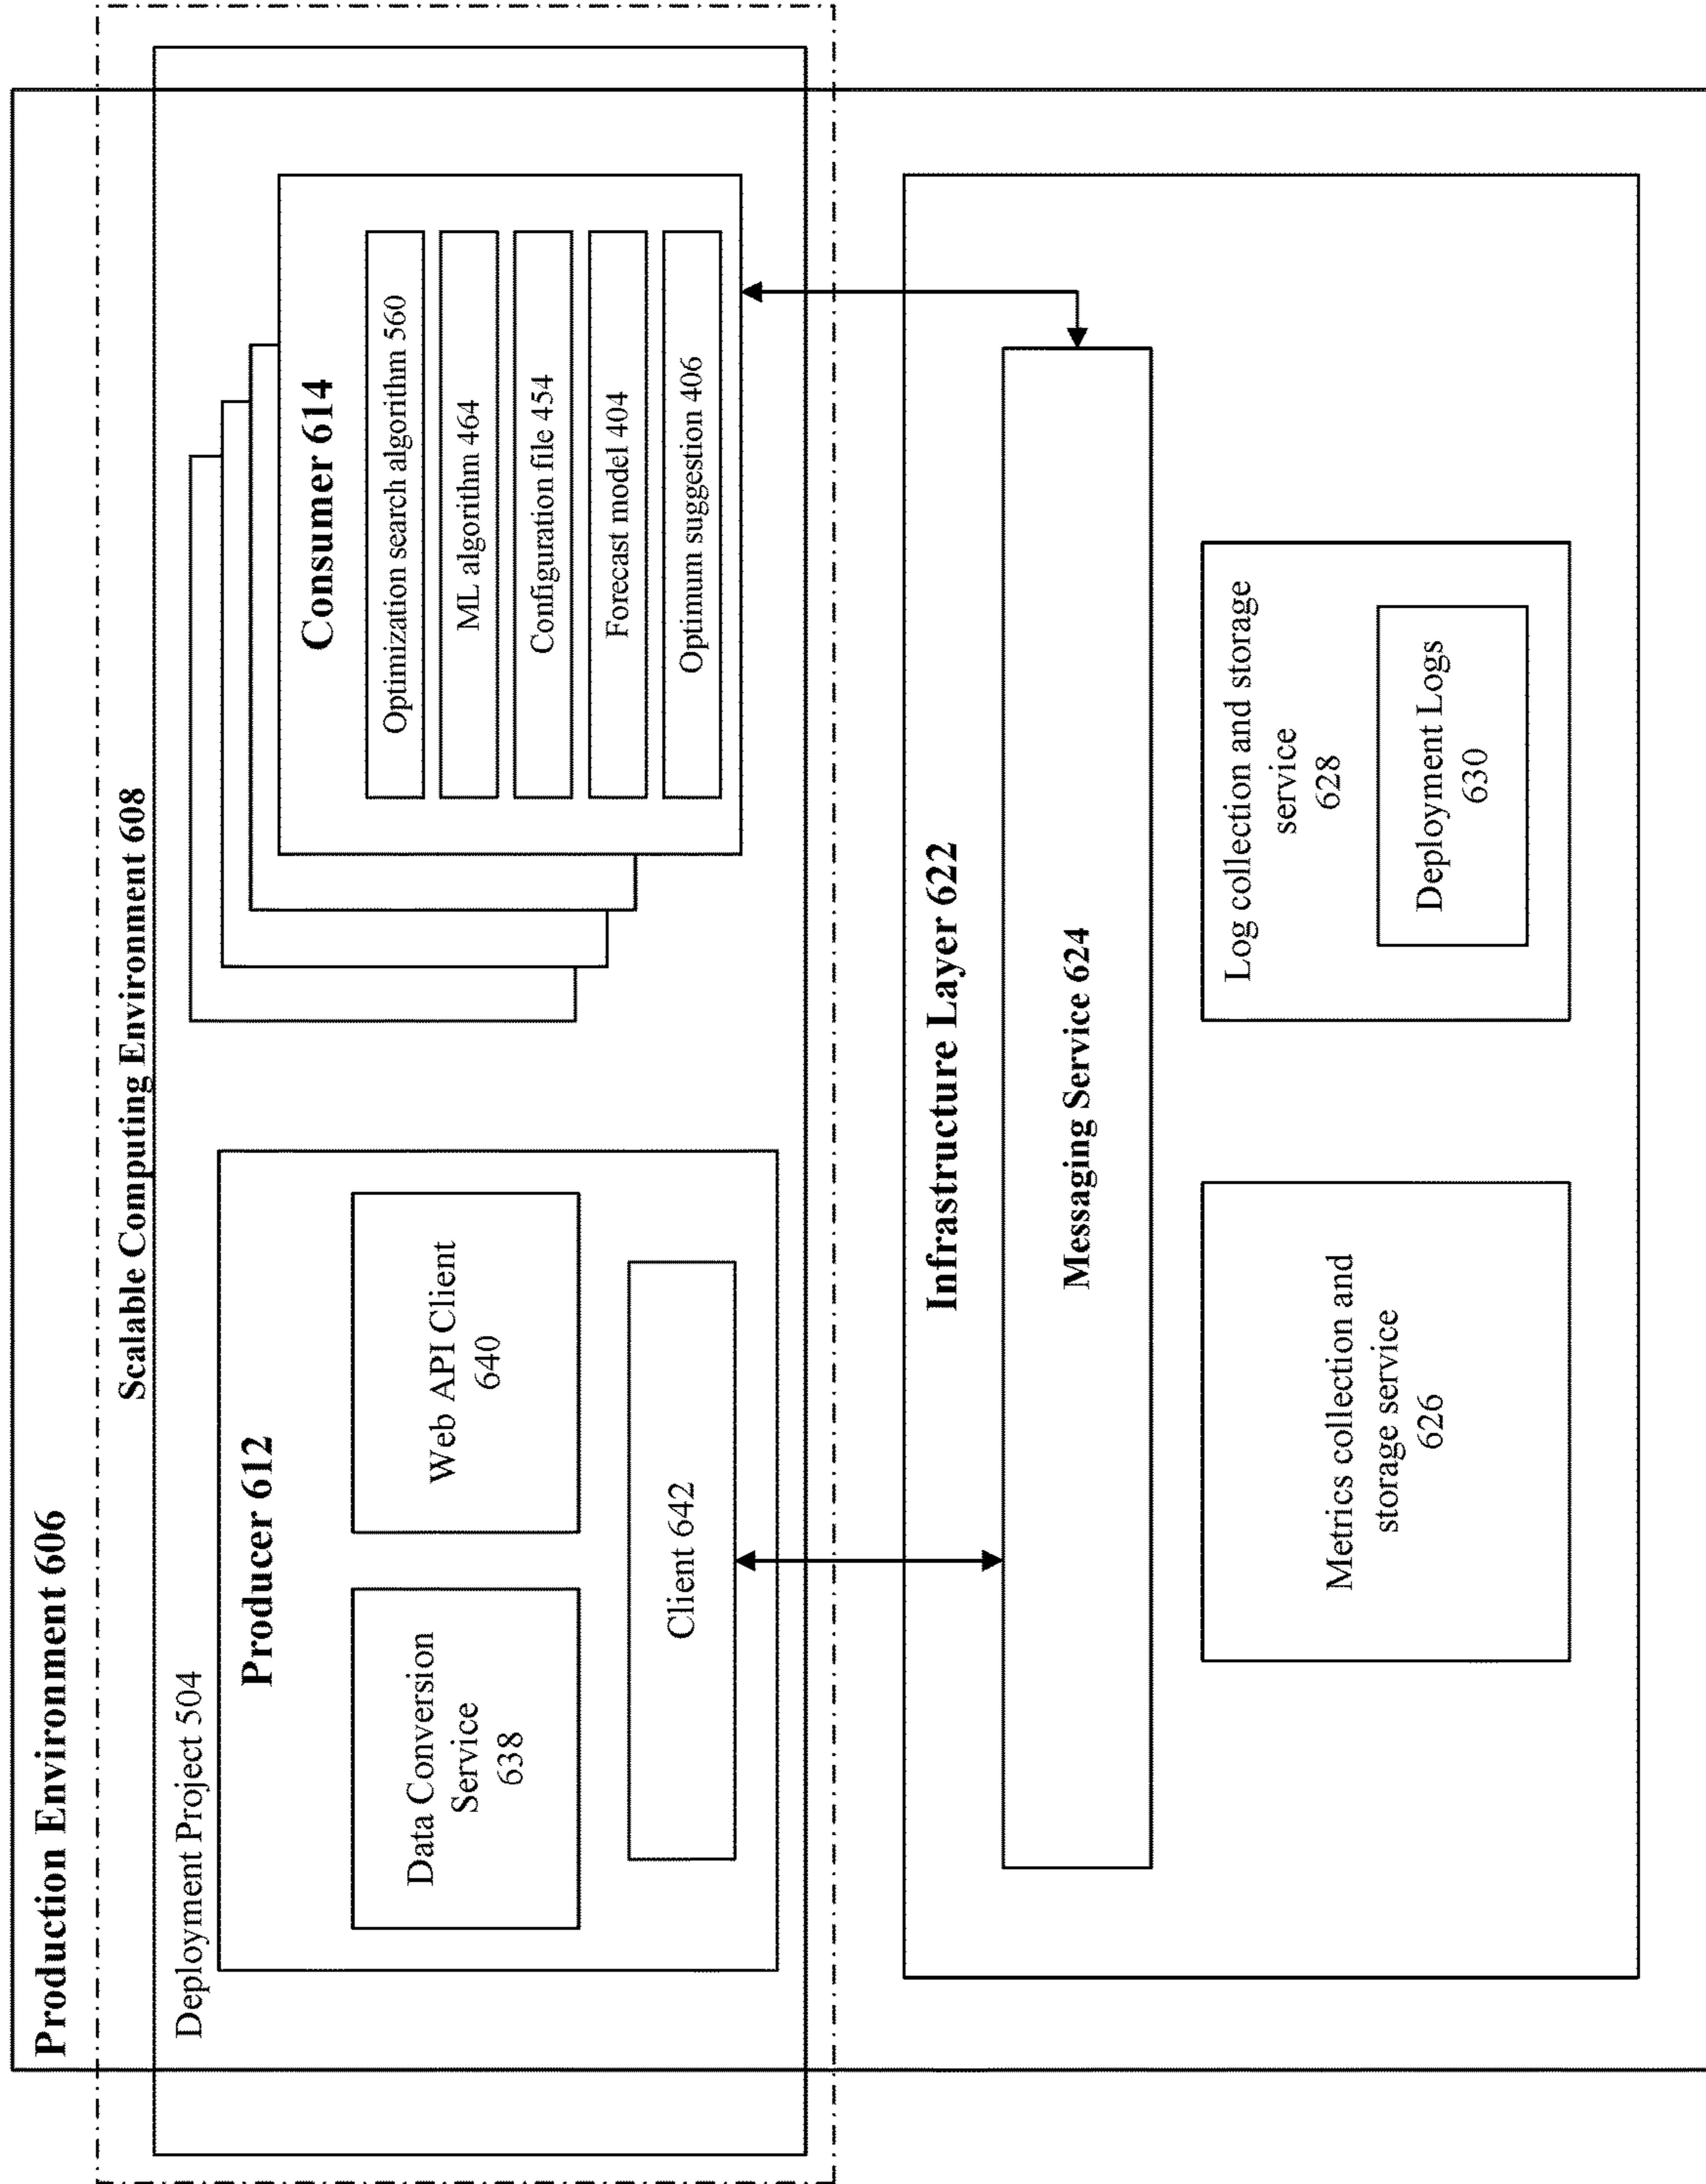 Production Environment 606
Scalable Computing Environment 608
Deployment Project 504
Producer 612
Data Conversion
Service
638
Web API Client
640
Client 642
Consumer 614
Optimization search algorithm 560
ML algorithm 464
Configuration file 454
Forecast model 404
Optimum suggestion 406
Infrastructure Layer 622
Messaging Service 624
Metrics collection and
storage service
626
Log collection and storage
service
628
Deployment Logs
630